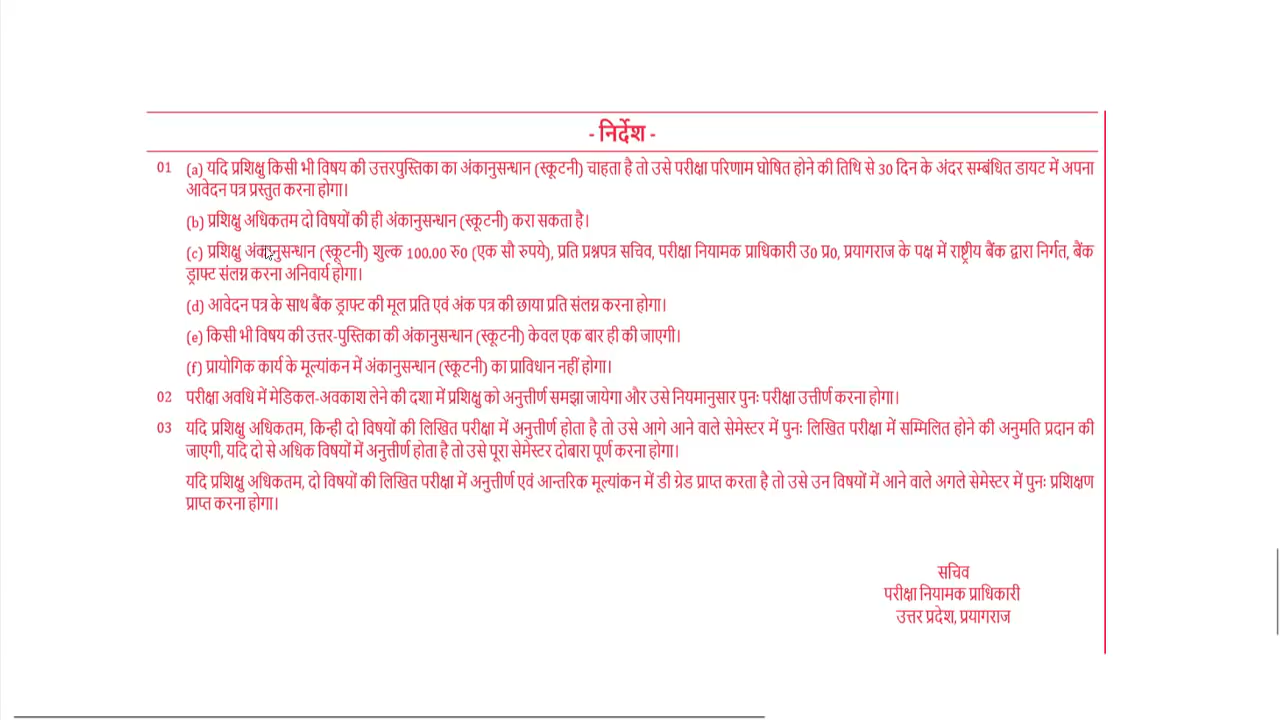 - निर्देश -
01 (a) यदि प्रशिक्षु किसी भी विषय की उत्तरपुस्तिका का अंकानुसन्धान (स्कूटनी) चाहता है तो उसे परीक्षा परिणाम घोषित होने की तिथि से 30 दिन के अंदर सम्बंधित डायट में अपना
आवेदन पत्र प्रस्तुत करना होगा।
(b) प्रशिक्षु अधिकतम दो विषयों की ही अंकानुसन्धान (स्कूटनी) करा सकता है।
(c) प्रशिक्षु अंकानुसन्धान (स्कूटनी) शुल्क 100.00 रु0 (एक सौ रुपये), प्रति प्रश्नपत्र सचिव, परीक्षा नियामक प्राधिकारी उ0 प्र0, प्रयागराज के पक्ष में राष्ट्रीय बैंक द्वारा निर्गत, बैंक
ड्राफ्ट संलग्न करना अनिवार्य होगा।
(d) आवेदन पत्र के साथ बैंक ड्राफ्ट की मूल प्रति एवं अंक पत्र की छाया प्रति संलग्न करना होगा।
(e) किसी भी विषय की उत्तर-पुस्तिका की अंकानुसन्धान (स्कूटनी) केवल एक बार ही की जाएगी।
(f) प्रायोगिक कार्य के मूल्यांकन में अंकानुसन्धान (स्कूटनी) का प्राविधान नहीं होगा।
02 परीक्षा अवधि में मेडिकल-अवकाश लेने की दशा में प्रशिक्षु को अनुत्तीर्ण समझा जायेगा और उसे नियमानुसार पुनः परीक्षा उत्तीर्ण करना होगा।
03 यदि प्रशिक्षु अधिकतम, किन्ही दो विषयों की लिखित परीक्षा में अनुत्तीर्ण होता है तो उसे आगे आने वाले सेमेस्टर में पुनः लिखित परीक्षा में सम्मिलित होने की अनुमति प्रदान की
जाएगी, यदि दो से अधिक विषयों में अनुत्तीर्ण होता है तो उसे पूरा सेमेस्टर दोबारा पूर्ण करना होगा।
यदि प्रशिक्षु अधिकतम, दो विषयों की लिखित परीक्षा में अनुत्तीर्ण एवं आन्तरिक मूल्यांकन में डी ग्रेड प्राप्त करता है तो उसे उन विषयों में आने वाले अगले सेमेस्टर में पुनः प्रशिक्षण
प्राप्त करना होगा।
सचिव
परीक्षा नियामक प्राधिकारी
उत्तर प्रदेश, प्रयागराज